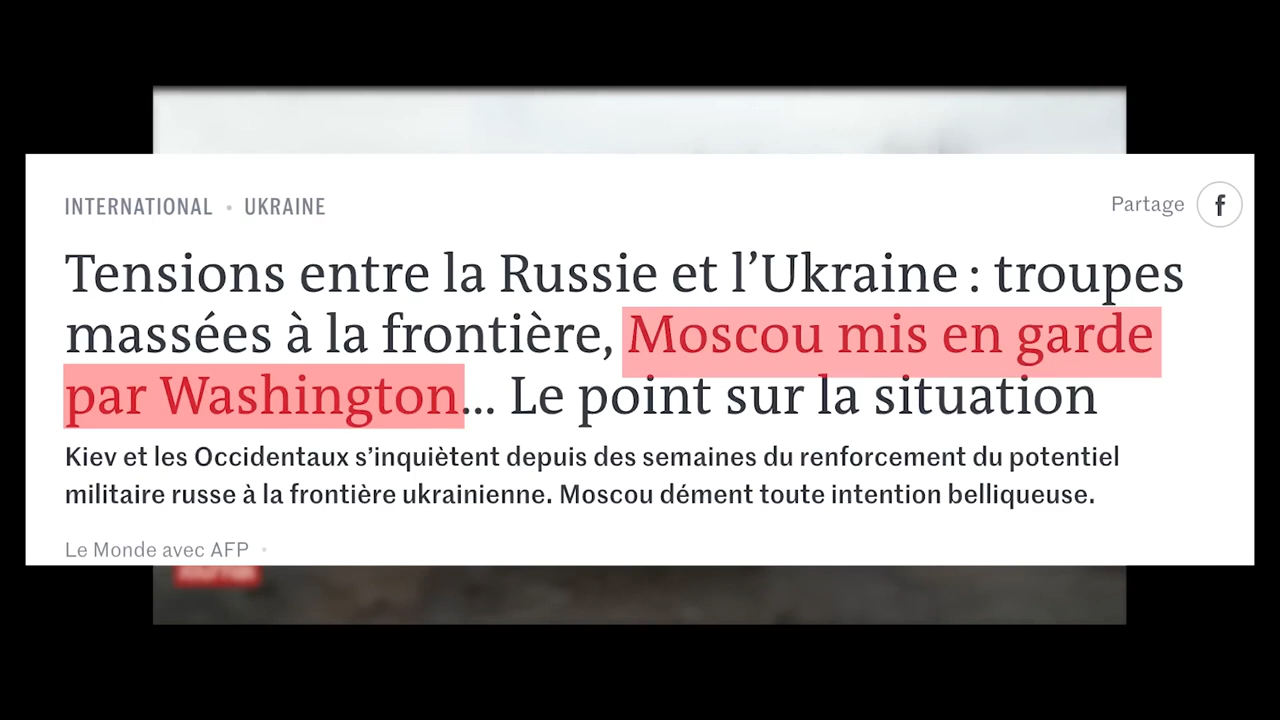 INTERNATIONAL • UKRAINE
Partage f
Tensions entre la Russie et l’Ukraine : troupes
massées à la frontière, Moscou mis en garde
par Washington… Le point sur la situation
Kiev et les Occidentaux s’inquiètent depuis des semaines du renforcement du potentiel
militaire russe à la frontière ukrainienne. Moscou dément toute intention belliqueuse.
Le Monde avec AFP •